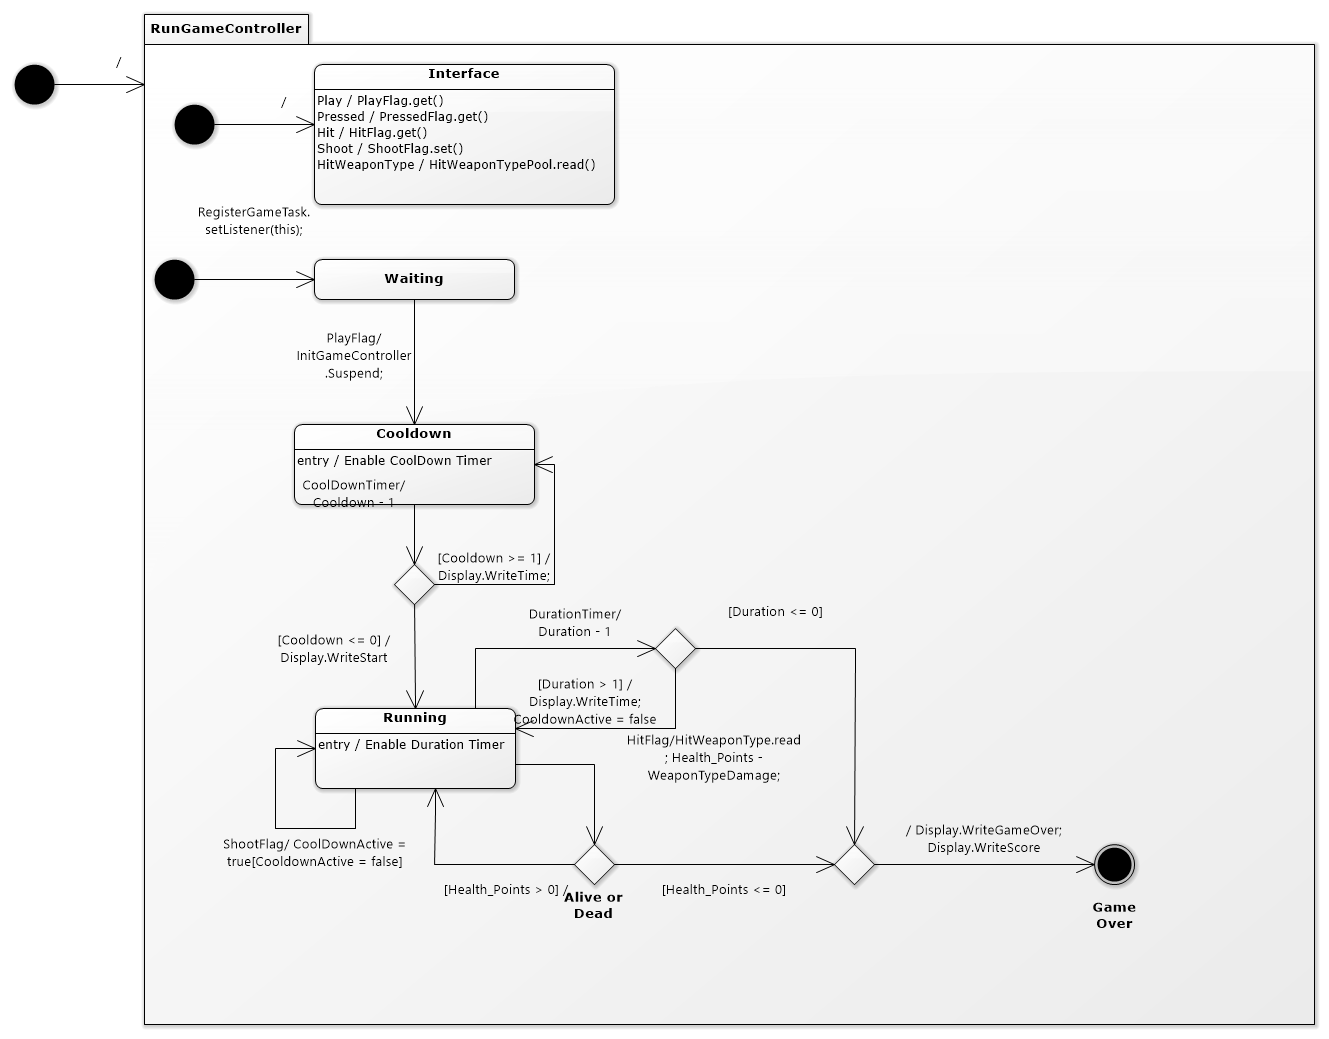 RunGameController
/
Interface
/
Play / PlayFlag.get()
Pressed / PressedFlag.get()
Hit / HitFlag.get()
Shoot / ShootFlag.set()
HitWeaponType / HitWeaponTypePool.read()
RegisterGameTask.
setListener(this);
Waiting
PlayFlag/
InitGameController
.Suspend;
Cooldown
entry / Enable CoolDown Timer
CoolDownTimer/
Cooldown - 1
[Cooldown >= 1] /
Display.WriteTime;
[Cooldown <= 0] /
Display.WriteStart
DurationTimer/
Duration - 1
[Duration <= 0]
[Duration > 1] /
Display.WriteTime;
CooldownActive = false
Running
entry / Enable Duration Timer
HitFlag/HitWeaponType.read
; Health_Points -
WeaponTypeDamage;
ShootFlag/ CoolDownActive =
true[CooldownActive = false]
[Health_Points > 0] /
Alive or
Dead
[Health_Points <= 0]
/ Display.WriteGameOver;
Display.WriteScore
Game
Over